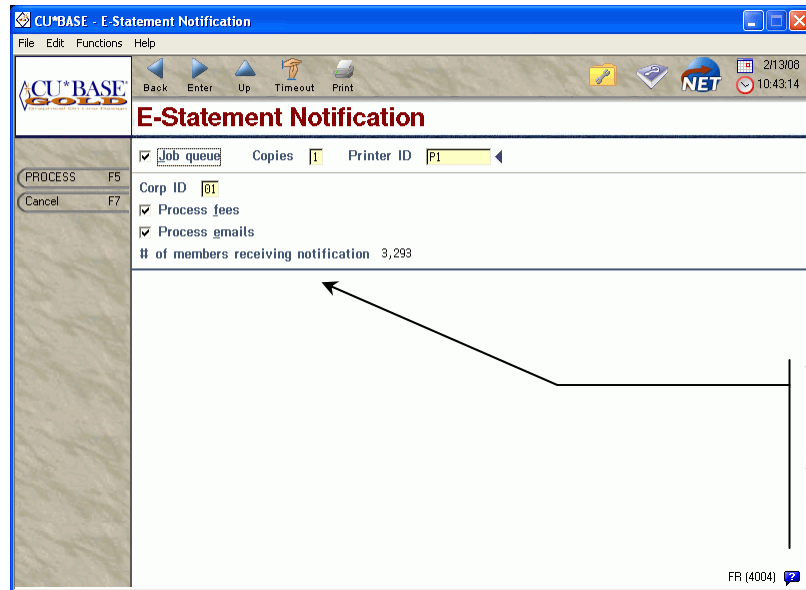 CU*BASE - E-Statement Notification
File Edit Functions Help
CU*BASE
GOLD
Back Enter Up Timeout Print
NET
2/13/08
10:43:14
E-Statement Notification
Job queue Copies 1 Printer ID P1
PROCESS F5
Cancel F7
Corp ID 01
Process fees
Process emails
# of members receiving notification 3,293
FR (4004) ?